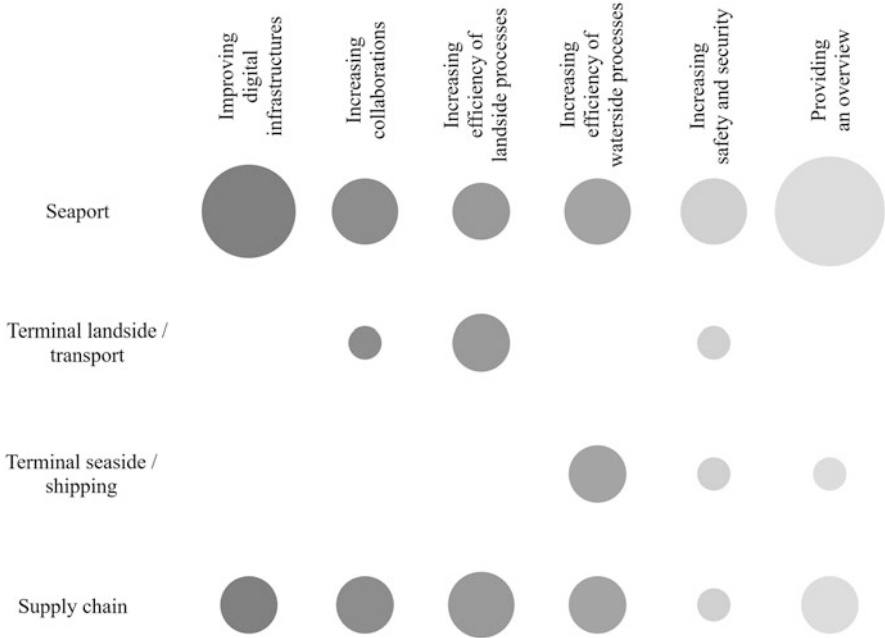 Improving
digital
infrastructures
Increasing
collaborations
Increasing
efficiency of
landside processes
Increasing
efficiency of
waterside processes
Increasing
safety and security
Providing
an overview
Seaport
Terminal landside /
transport
Terminal seaside /
shipping
Supply chain